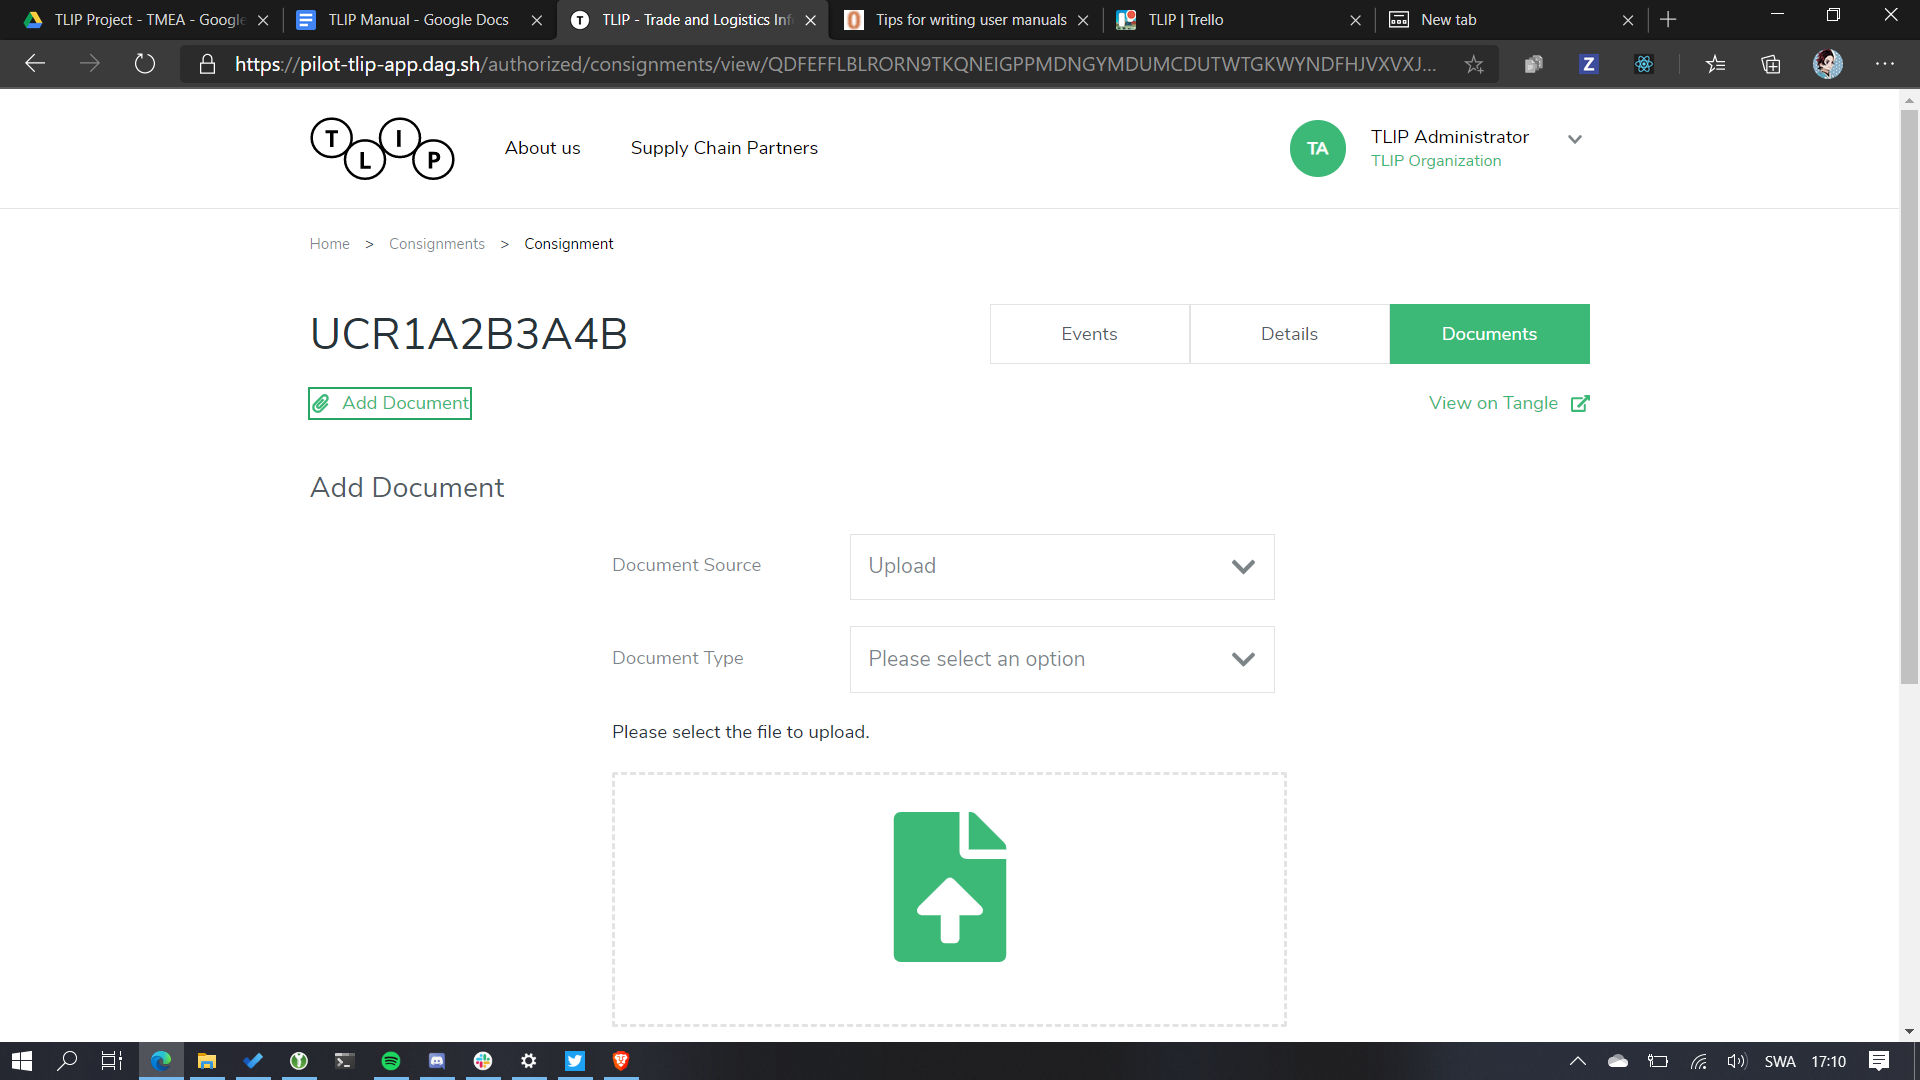 TLIP Project - TMEA - Google
TLIP Manual - Google Docs
T
TLIP - Trade and Logistics Inf
Tips for writing user manuals
TLIP | Trello
New tab
https://pilot-tlip-app.dag.sh/authorized/consignments/view/QDFEFFLBLRORN9TKQNEIGPPMDNGYMDUMCDUTWTGKWYNDFHJVXVXJ...
Z
TLIP
About us
Supply Chain Partners
TA
TLIP Administrator
TLIP Organization
Home > Consignments > Consignment
UCR1A2B3A4B
Events
Details
Documents
Add Document
View on Tangle
Add Document
Document Source
Upload
Document Type
Please select an option
Please select the file to upload.
SWA
17:10